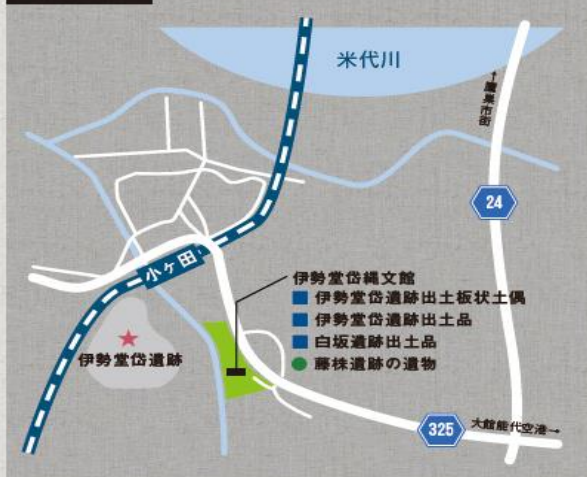 米代川
↑鷹巣市街
24
小ヶ田
伊勢堂岱縄文館
伊勢堂岱遺跡出土板状土偶
伊勢堂岱遺跡出土品
白坂遺跡出土品
藤株遺跡の遺物
伊勢堂岱遺跡
325
大館能代空港→